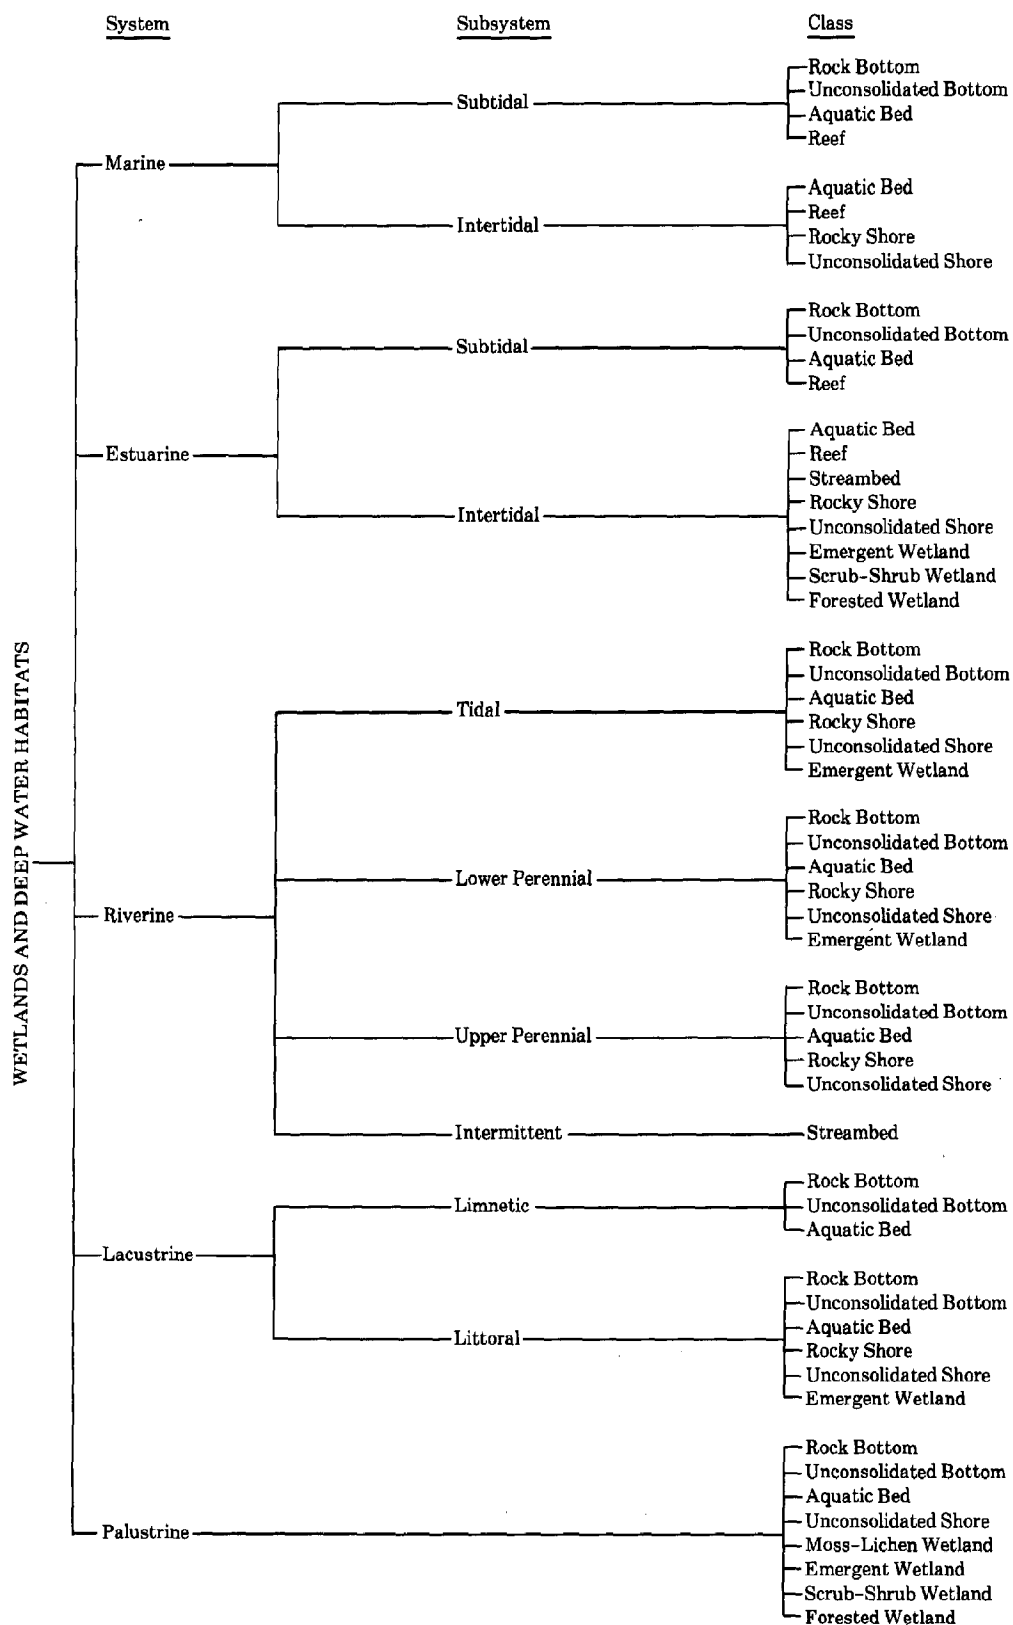 System Subsystem Class
WETLANDS AND DEEP WATER HABITATS
Marine
Subtidal
Rock Bottom
Unconsolidated Bottom
Aquatic Bed
Reef
Intertidal
Aquatic Bed
Reef
Rocky Shore
Unconsolidated Shore
Estuarine
Subtidal
Rock Bottom
Unconsolidated Bottom
Aquatic Bed
Reef
Intertidal
Aquatic Bed
Reef
Streambed
Rocky Shore
Unconsolidated Shore
Emergent Wetland
Scrub-Shrub Wetland
Forested Wetland
Riverine
Tidal
Rock Bottom
Unconsolidated Bottom
Aquatic Bed
Rocky Shore
Unconsolidated Shore
Emergent Wetland
Lower Perennial
Rock Bottom
Unconsolidated Bottom
Aquatic Bed
Rocky Shore
Unconsolidated Shore
Emergent Wetland
Upper Perennial
Rock Bottom
Unconsolidated Bottom
Aquatic Bed
Rocky Shore
Unconsolidated Shore
Intermittent
Streambed
Lacustrine
Limnetic
Rock Bottom
Unconsolidated Bottom
Aquatic Bed
Littoral
Rock Bottom
Unconsolidated Bottom
Aquatic Bed
Rocky Shore
Unconsolidated Shore
Emergent Wetland
Palustrine
Rock Bottom
Unconsolidated Bottom
Aquatic Bed
Unconsolidated Shore
Moss-Lichen Wetland
Emergent Wetland
Scrub-Shrub Wetland
Forested Wetland